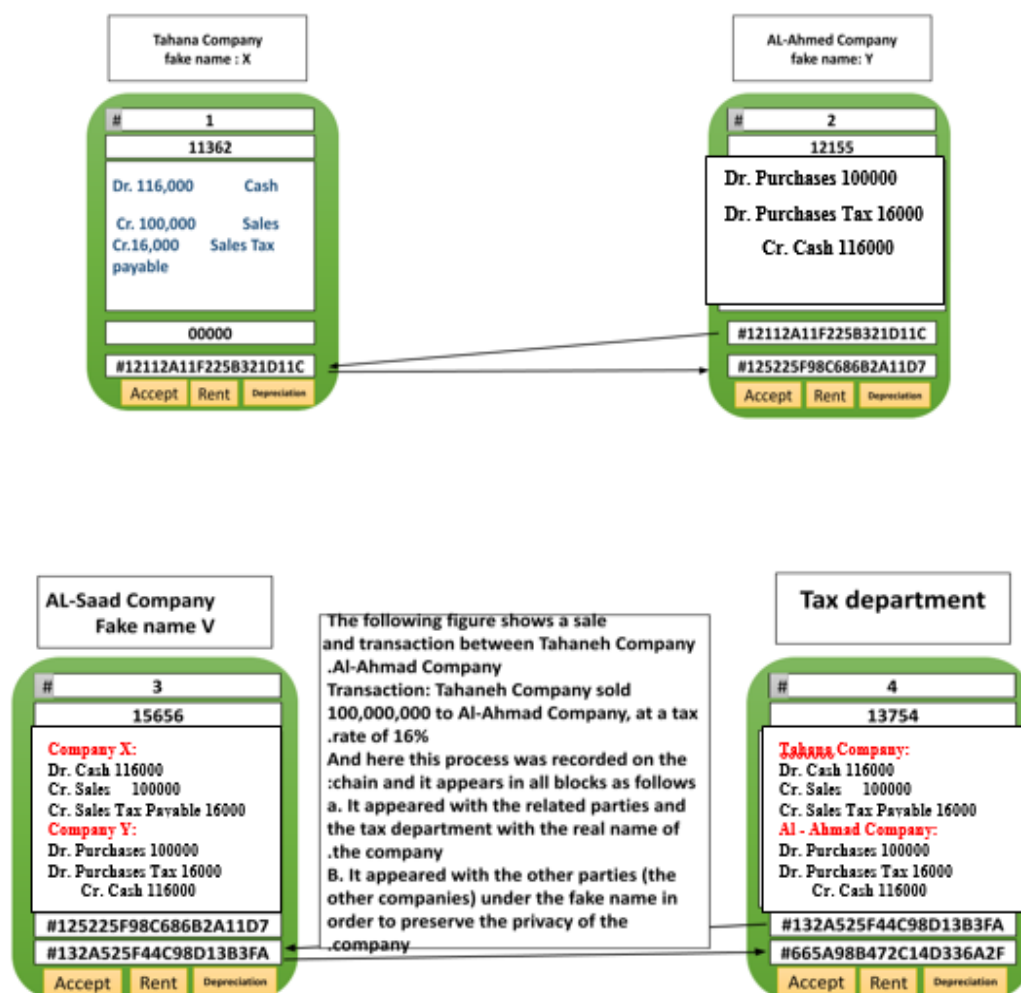 Tahana Company
fake name : X
AL-Ahmed Company
fake name: Y
# 1
11362
Dr. 116,000 Cash
Cr. 100,000 Sales
Cr.16,000 Sales Tax
payable
00000
#12112A11F225B321D11C
Accept Rent Depreciation
# 2
12155
Dr. Purchases 100000
Dr. Purchases Tax 16000
Cr. Cash 116000
#12112A11F225B321D11C
#125225F98C686B2A11D7
Accept Rent Depreciation
AL-Saad Company
Fake name V
# 3
15656
Company X:
Dr. Cash 116000
Cr. Sales 100000
Cr. Sales Tax Payable 16000
Company Y:
Dr. Purchases 100000
Dr. Purchases Tax 16000
Cr. Cash 116000
#125225F98C686B2A11D7
#132A525F44C98D13B3FA
Accept Rent Depreciation
The following figure shows a sale
and transaction between Tahaneh Company
.Al-Ahmad Company
Transaction: Tahaneh Company sold
100,000,000 to Al-Ahmad Company, at a tax
.rate of 16%
And here this process was recorded on the
:chain and it appears in all blocks as follows
a. It appeared with the related parties and
the tax department with the real name of
.the company
B. It appeared with the other parties (the
other companies) under the fake name in
order to preserve the privacy of the
.company
Tax department
# 4
13754
Tahana Company:
Dr. Cash 116000
Cr. Sales 100000
Cr. Sales Tax Payable 16000
Al - Ahmad Company:
Dr. Purchases 100000
Dr. Purchases Tax 16000
Cr. Cash 116000
#132A525F44C98D13B3FA
#665A98B472C14D336A2F
Accept Rent Depreciation